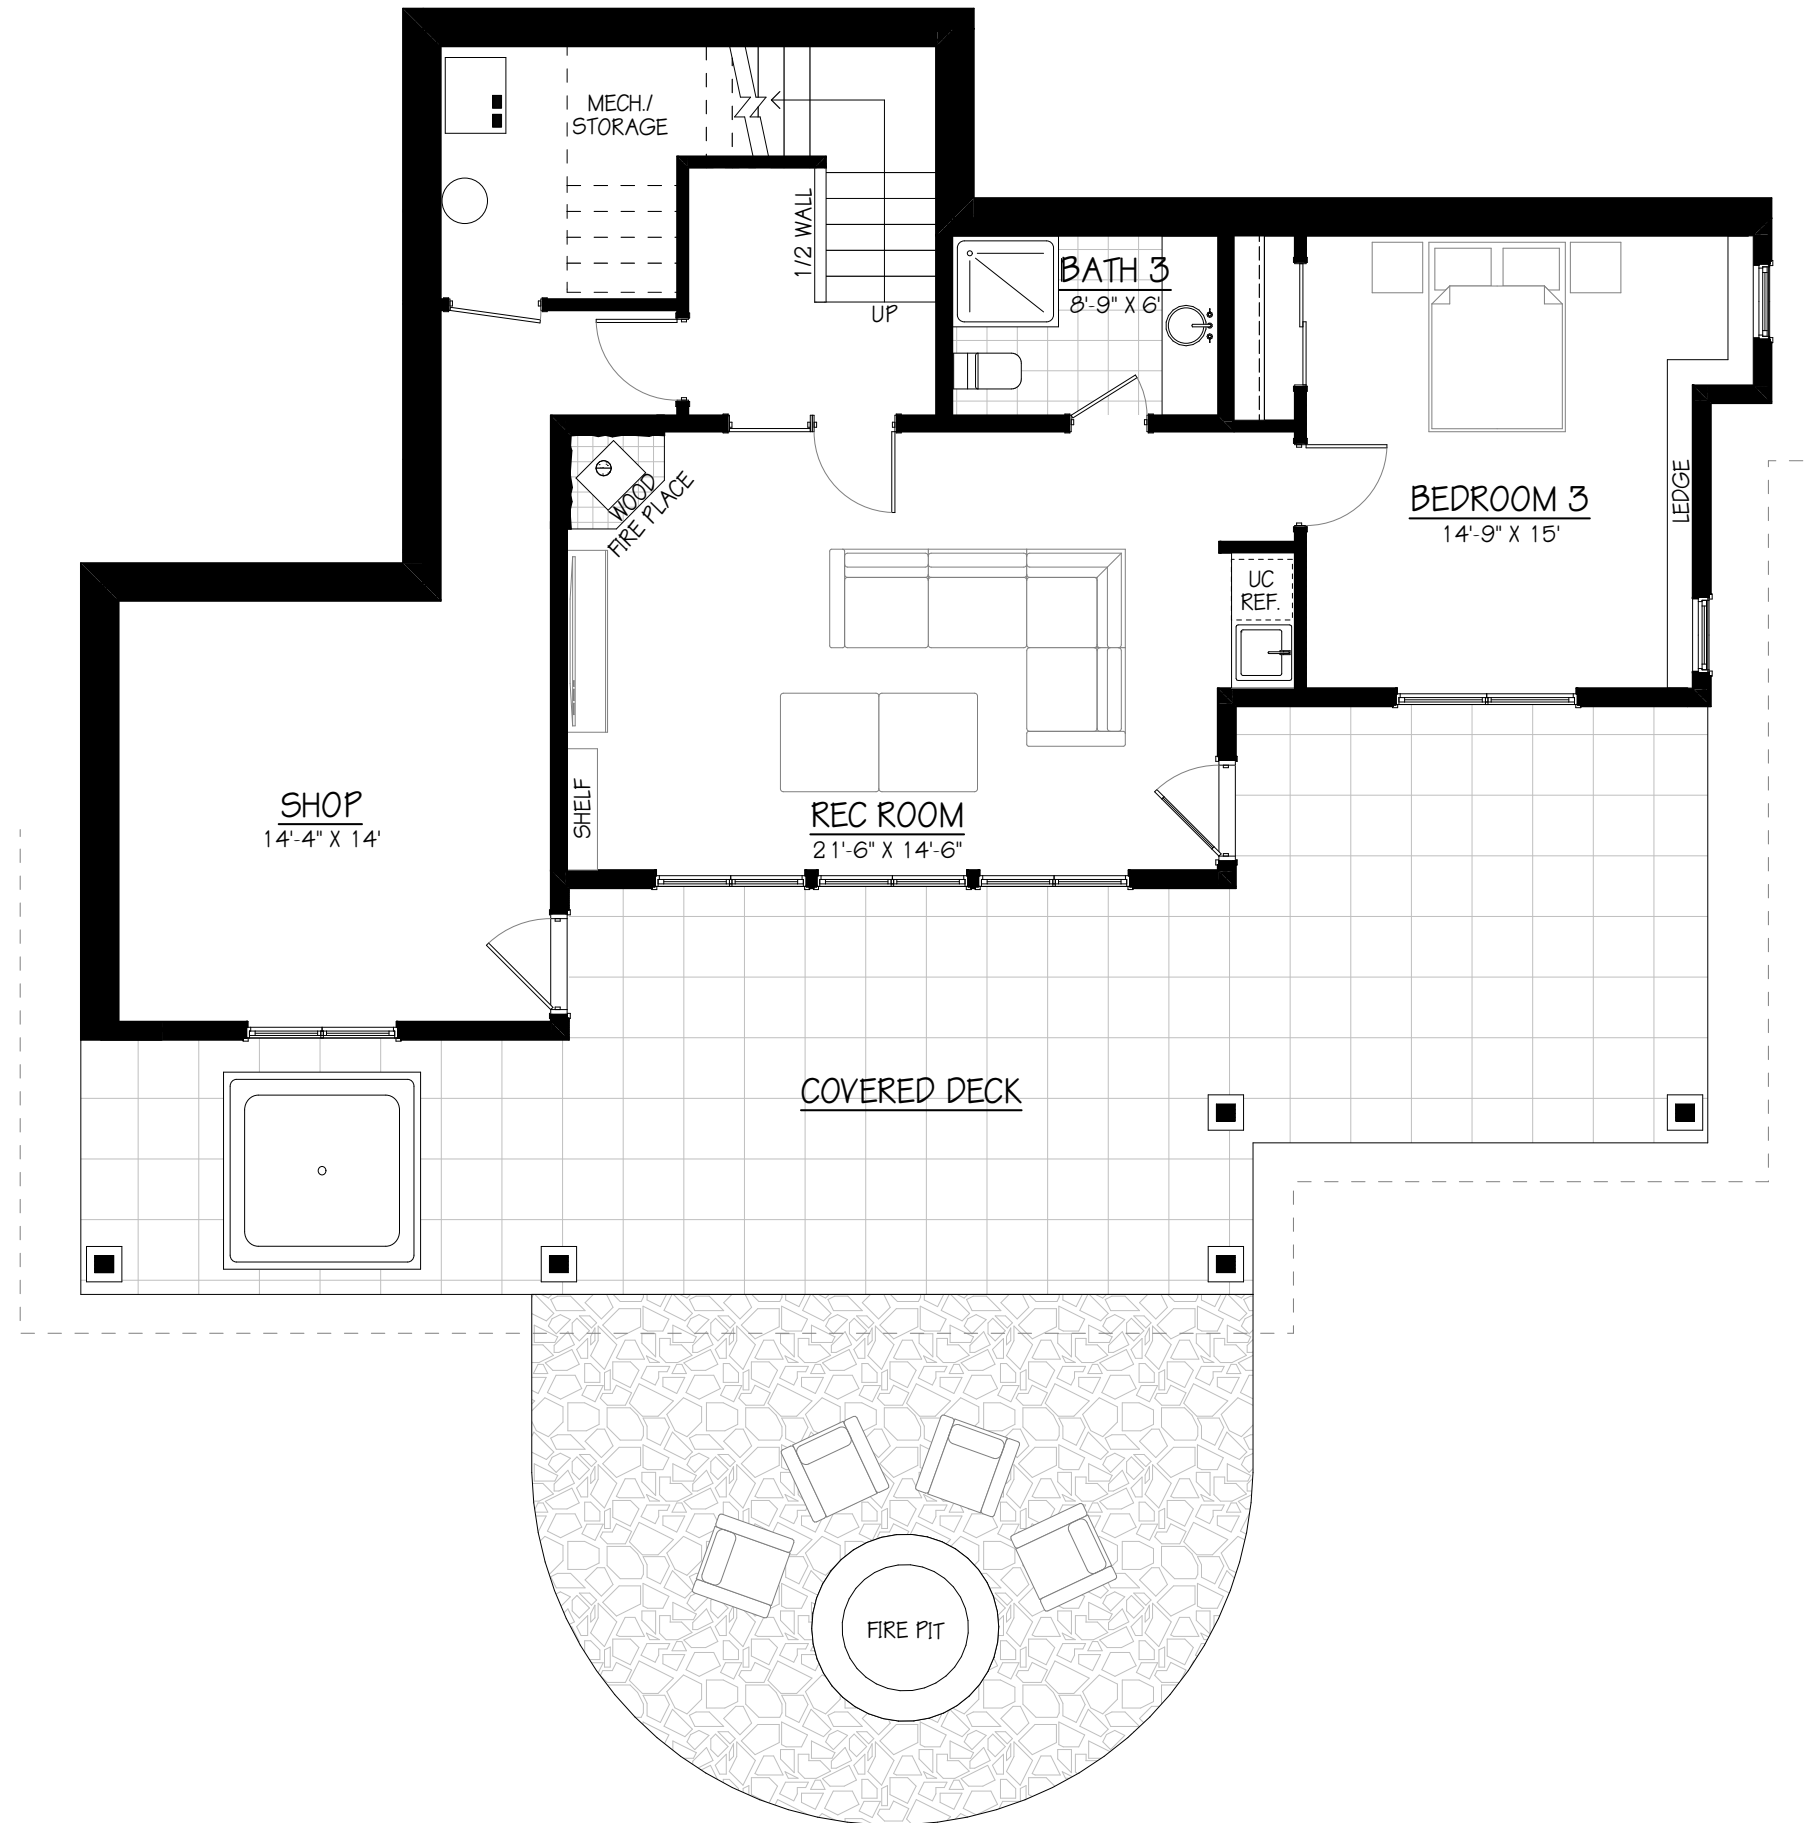 MECH./
STORAGE
1/2 WALL
UP
BATH 3
8'-9" X 6'
WOOD
FIRE PLACE
BEDROOM 3
14'-9" X 15'
LEDGE
UC
REF.
SHELF
SHOP
14'-4" X 14'
REC ROOM
21'-6" X 14'-6"
COVERED DECK
FIRE PIT